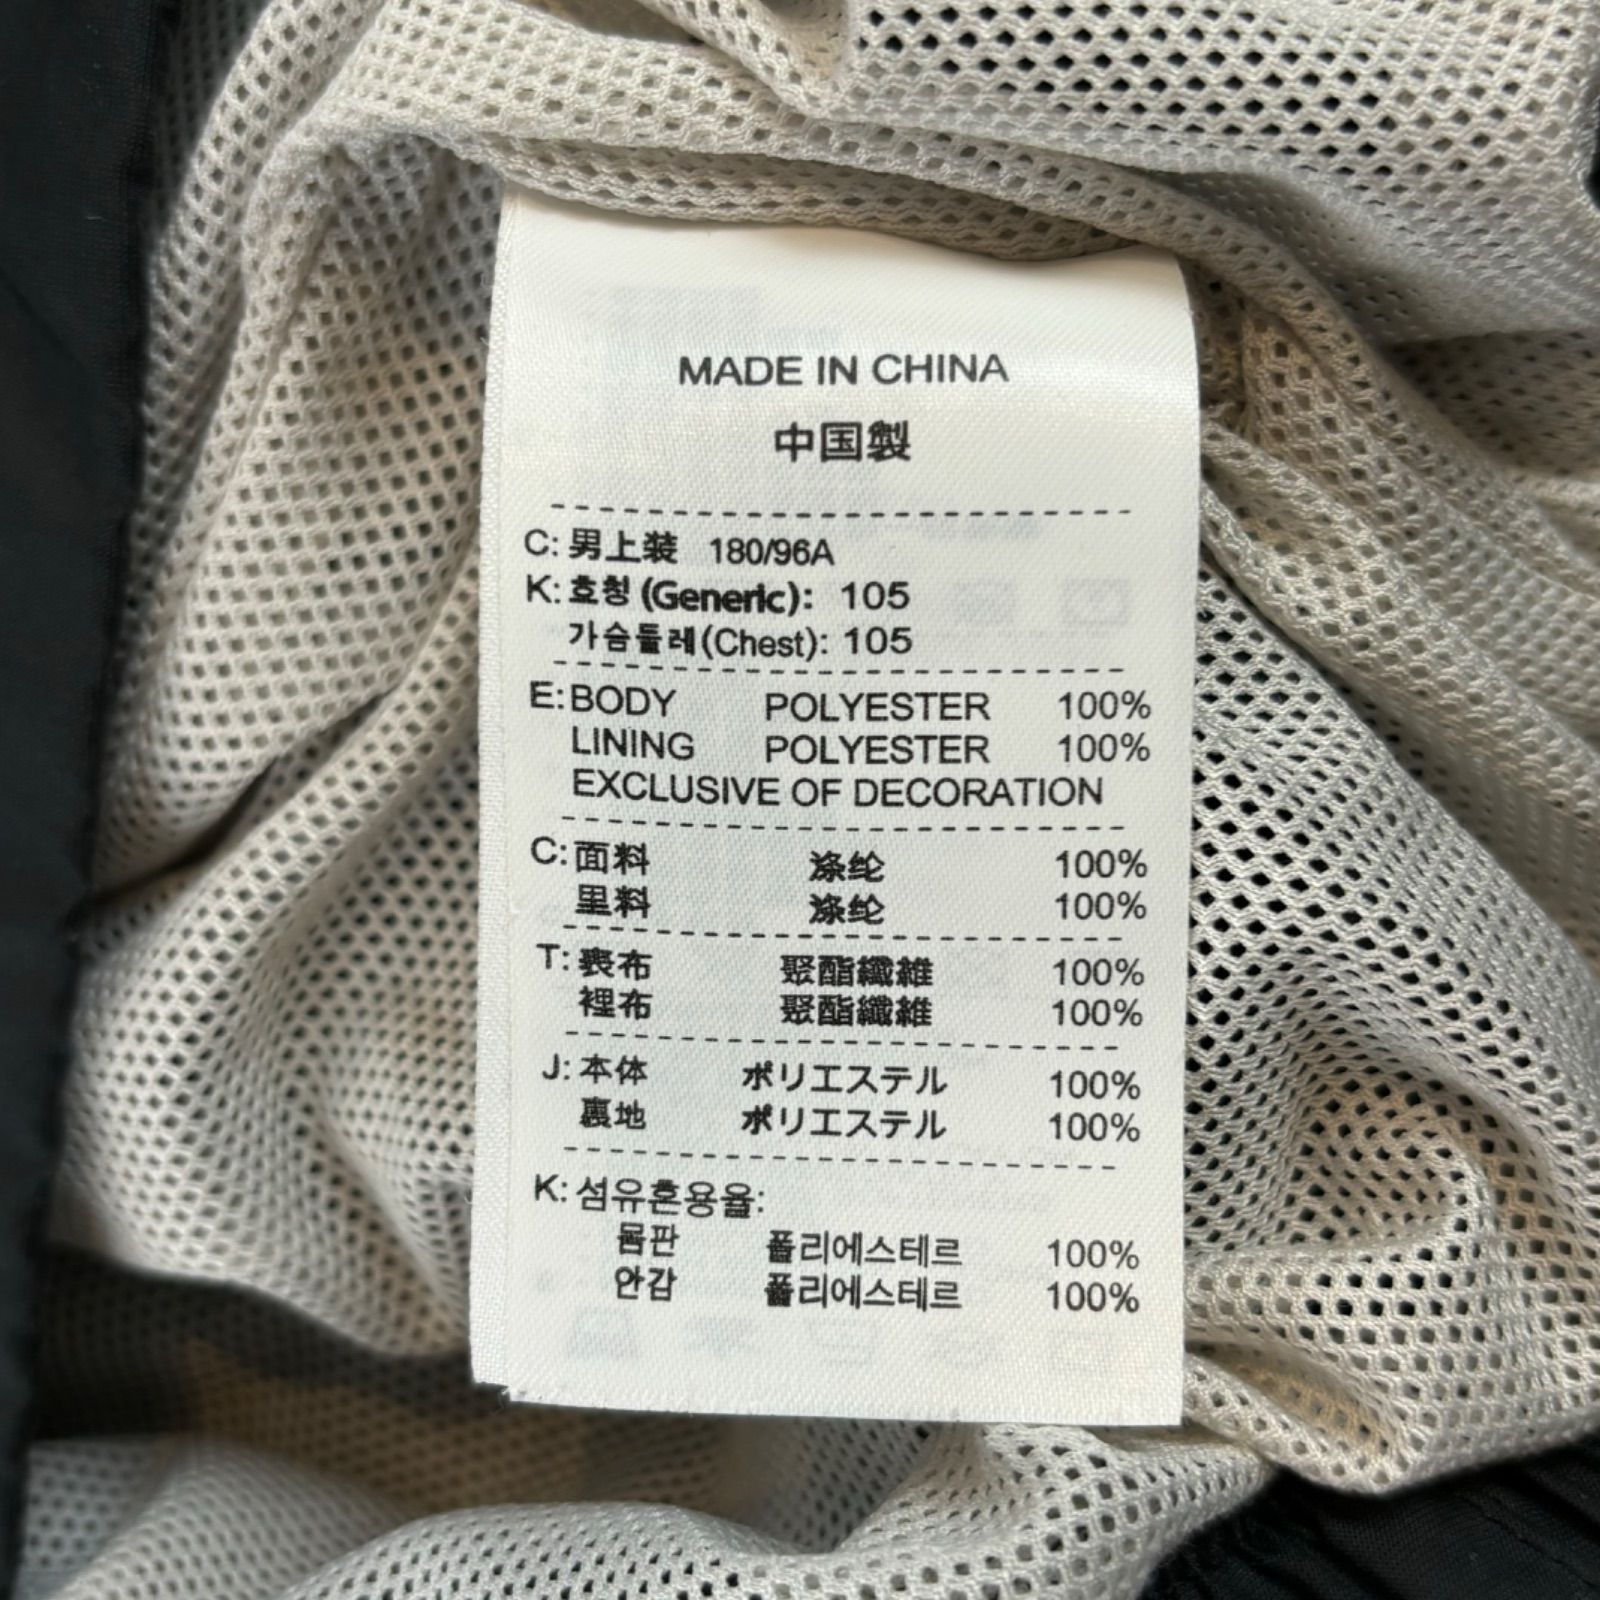 MADE IN CHINA
中国製
C: 男上装 180/96A
K: 호칭 (Generic): 105
가슴둘레(Chest): 105
E: BODY POLYESTER 100%
LINING POLYESTER 100%
EXCLUSIVE OF DECORATION
C: 面料 涤纶 100%
里料 涤纶 100%
T: 表布 聚酯纖維 100%
裡布 聚酯纖維 100%
J: 本体 ポリエステル 100%
裏地 ポリエステル 100%
K: 섬유혼용율:
몸판 폴리에스테르 100%
안감 폴리에스테르 100%